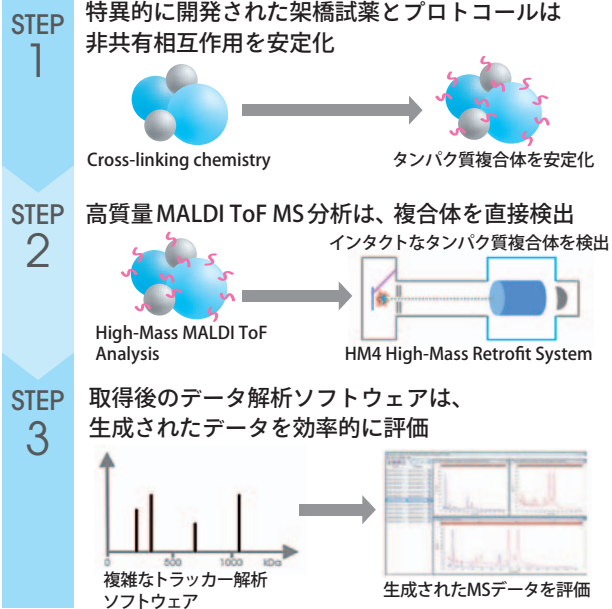 STEP
1
特異的に開発された架橋試薬とプロトコールは
非共有相互作用を安定化
Cross-linking chemistry
タンパク質複合体を安定化
STEP
2
高質量MALDI ToF MS分析は、複合体を直接検出
インタクトなタンパク質複合体を検出
High-Mass MALDI ToF
Analysis
HM4 High-Mass Retrofit System
STEP
3
取得後のデータ解析ソフトウェアは、
生成されたデータを効率的に評価
0 500 1000 kDa
複雑なトラッカー解析
ソフトウェア
生成されたMSデータを評価